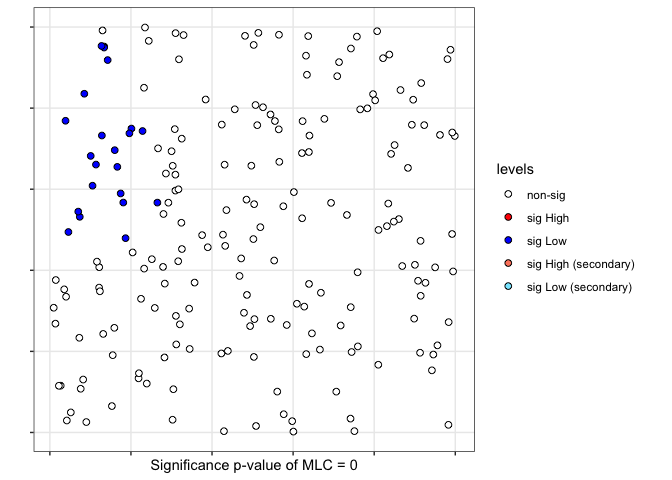 levels
non-sig
sig High
sig Low
sig High (secondary)
sig Low (secondary)
Significance p-value of MLC = 0